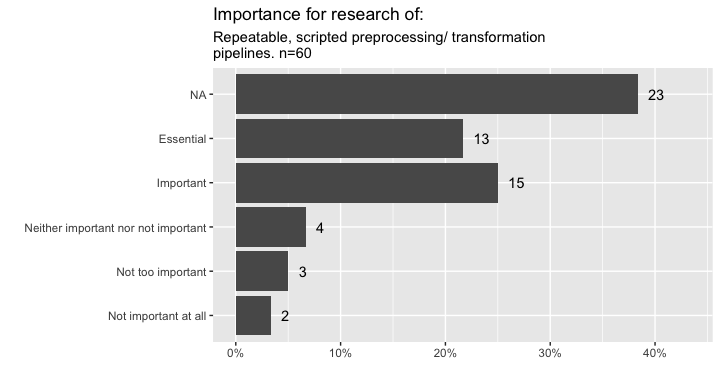 Importance for research of:
Repeatable, scripted preprocessing/ transformation
pipelines. n=60
NA
23
Essential
13
Important
15
Neither important nor not important
4
Not too important
3
Not important at all
2
0%
10%
20%
30%
40%